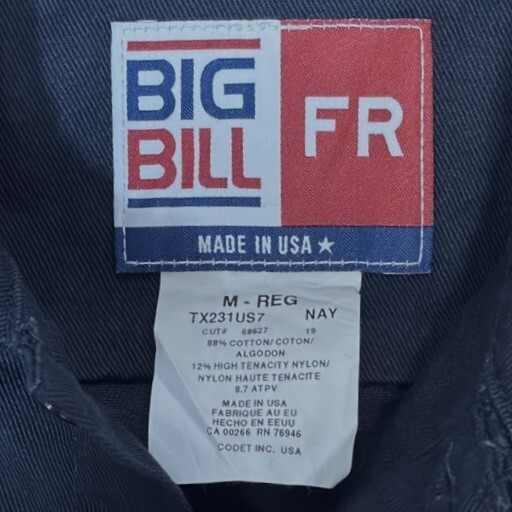 BIG
BILL
FR
MADE IN USA ★
M - REG
TX231US7 NAY
CUT# 68627 19
88% COTTON/ COTON/
ALGODON
12% HIGH TENACITY NYLON/
NYLON HAUTE TENACITE
8.7 ATPV
MADE IN USA
FABRIQUE AU EU
HECHO EN EEUU
CA 00266 RN 76946
CODET INC. USA